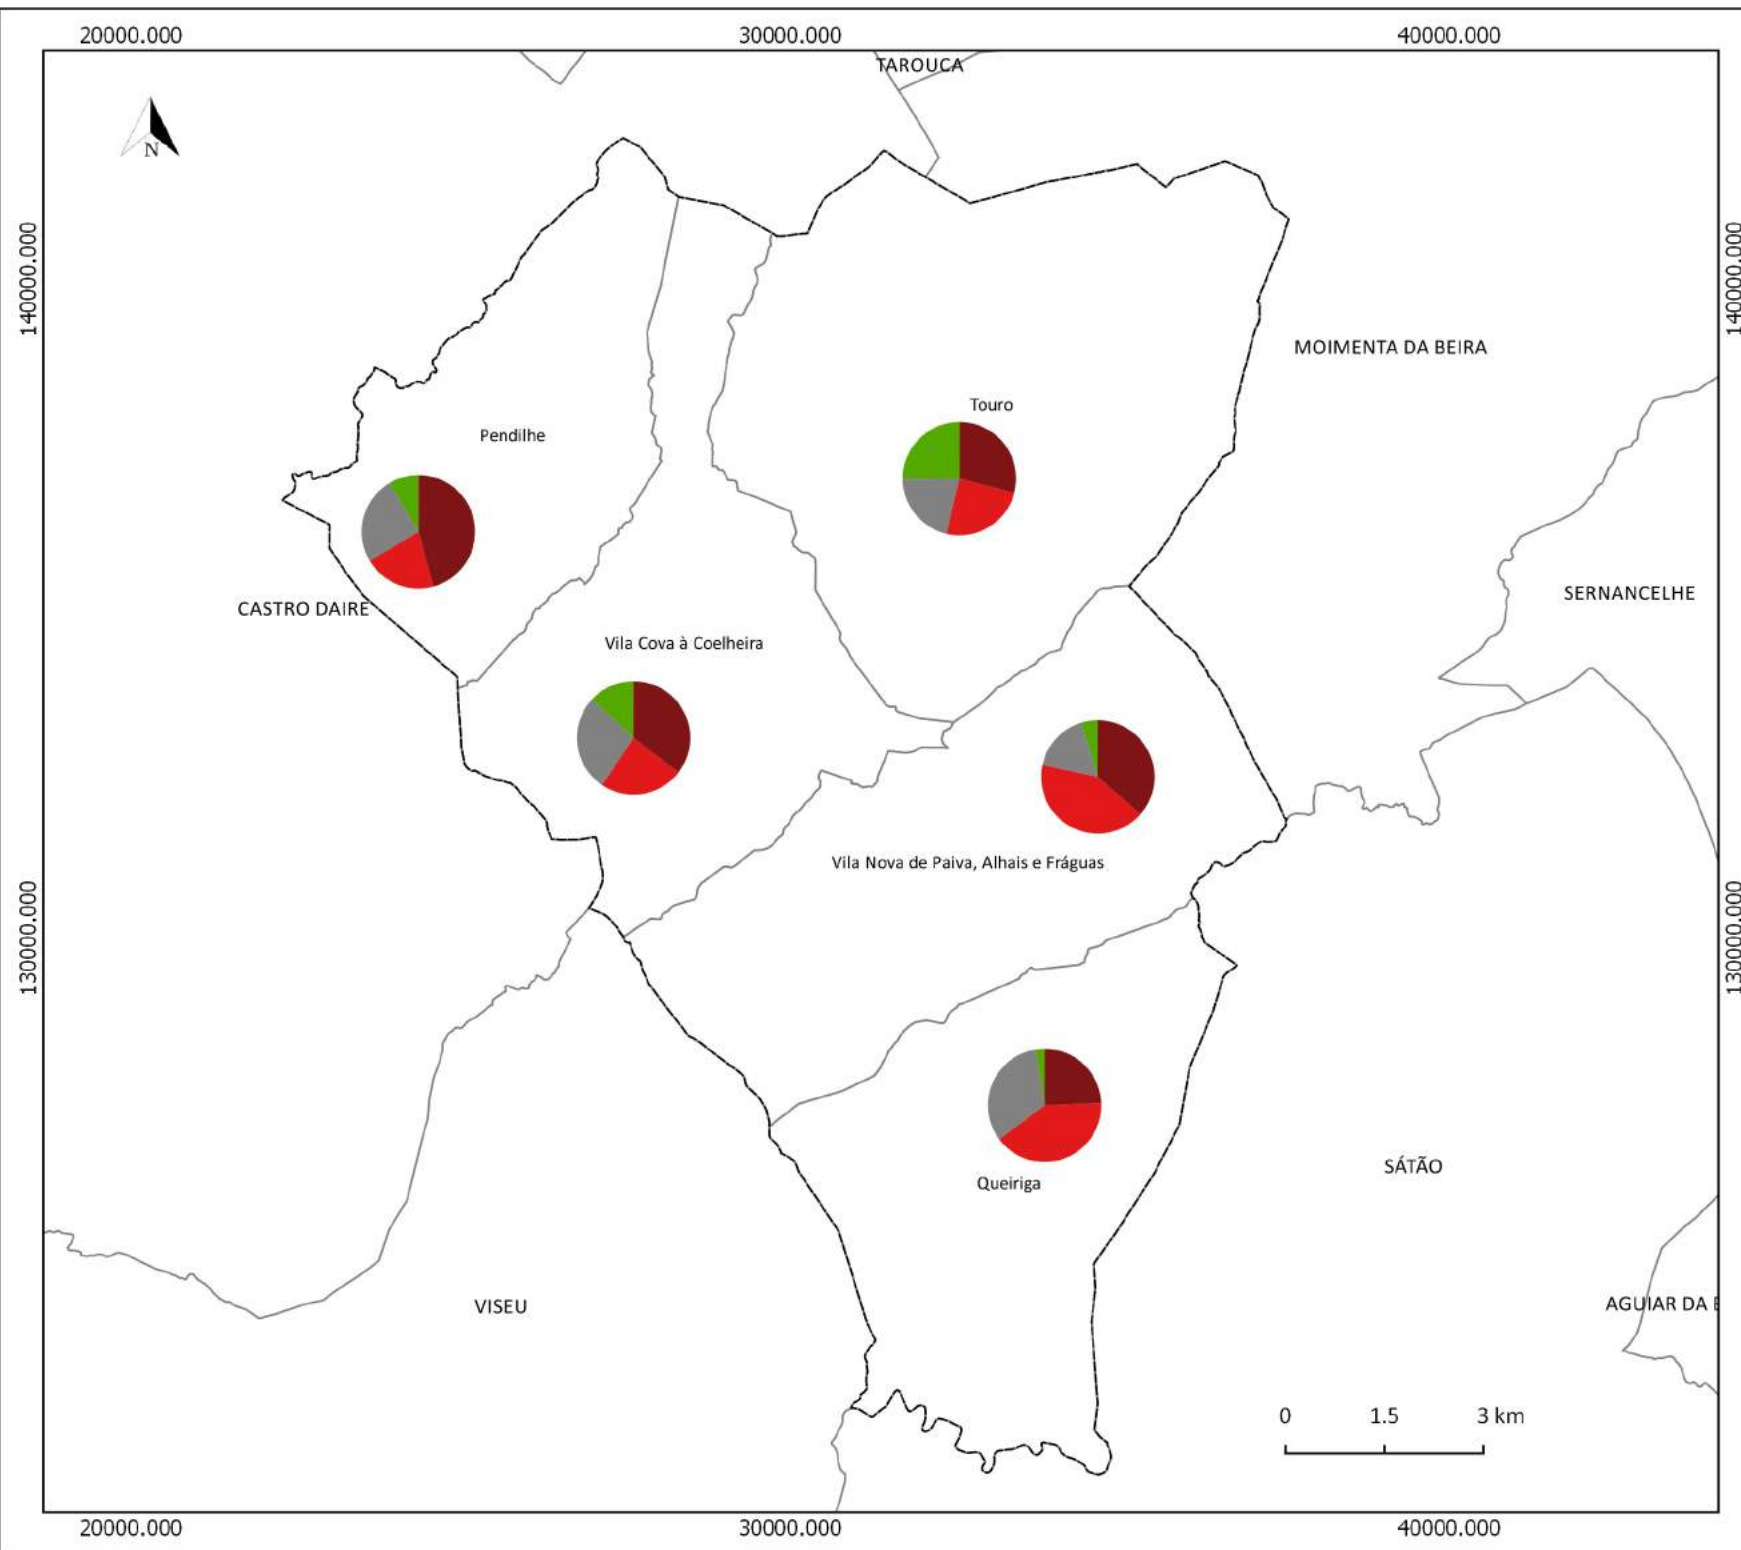 20000.000 30000.000 40000.000
TAROUCA
N
140000.000 140000.000
MOIMENTA DA BEIRA
Touro
Pendilhe
SERNANCELHE
CASTRO DAIRE
Vila Cova à Coelheira
Vila Nova de Paiva, Alhais e Fráguas
130000.000 130000.000
SÁTÃO
Queiriga
AGUIAR DA
VISEU
0 1.5 3 km
20000.000 30000.000 40000.000